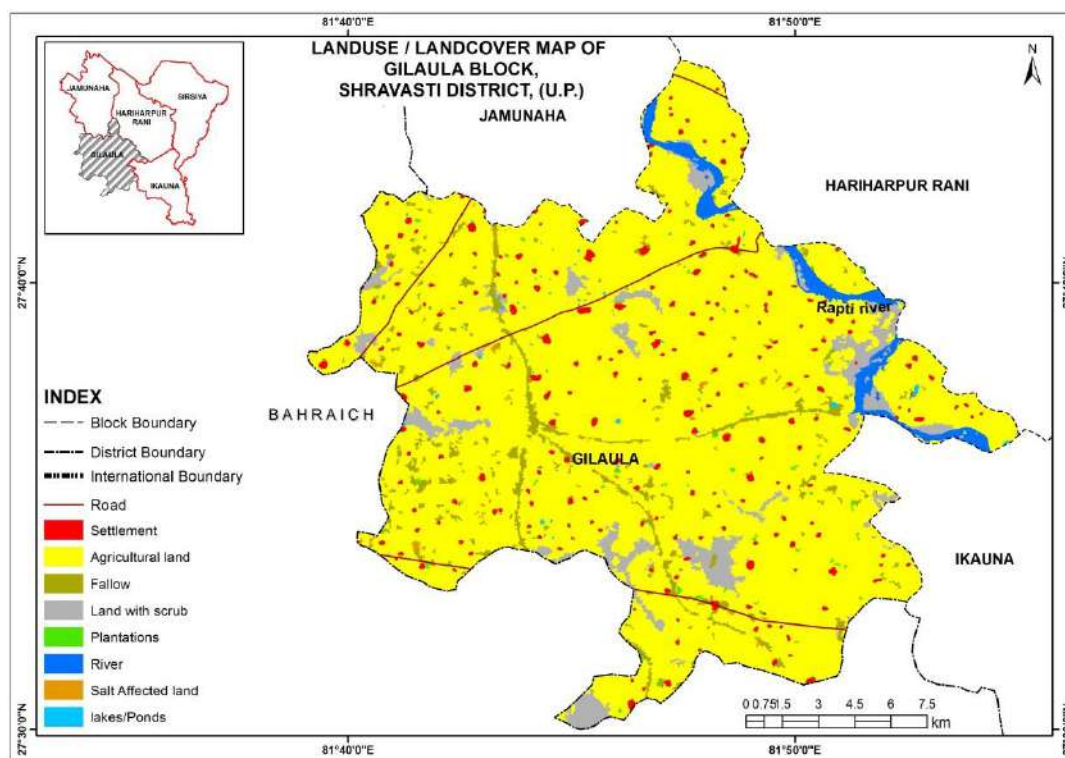 81°40'0"E
81°50'0"E
LANDUSE / LANDCOVER MAP OF
GILAULA BLOCK,
SHRAVASTI DISTRICT, (U.P.)
N
JAMUNAHA
SIRSIYA
HARIHARPUR
RANI
GILAULA
IKAUNA
JAMUNAHA
HARIHARPUR RANI
27°40'0"N
Rapti river
BAHRAICH
GILAULA
IKAUNA
INDEX
Block Boundary
District Boundary
International Boundary
Road
Settlement
Agricultural land
Fallow
Land with scrub
Plantations
River
Salt Affected land
lakes/Ponds
0 0.75 1.5 3 4.5 6 7.5
km
27°30'0"N
81°40'0"E
81°50'0"E